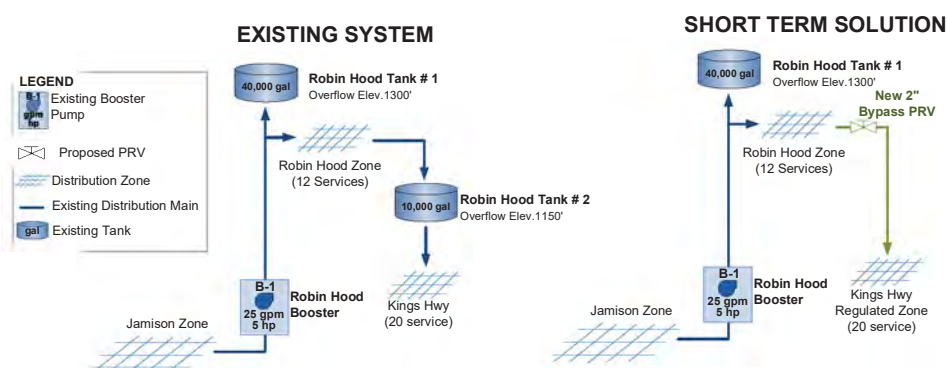 EXISTING SYSTEM
LEGEND
B-1
gpm
hp
Existing Booster
Pump
Proposed PRV
Distribution Zone
Existing Distribution Main
gal
Existing Tank
40,000 gal
Robin Hood Tank # 1
Overflow Elev.1300'
Robin Hood Zone
(12 Services)
10,000 gal
Robin Hood Tank # 2
Overflow Elev.1150'
Kings Hwy
(20 service)
B-1
25 gpm
5 hp
Robin Hood
Booster
Jamison Zone
SHORT TERM SOLUTION
40,000 gal
Robin Hood Tank # 1
Overflow Elev.1300'
New 2"
Bypass PRV
Robin Hood Zone
(12 Services)
B-1
25 gpm
5 hp
Robin Hood
Booster
Kings Hwy
Regulated Zone
(20 service)
Jamison Zone